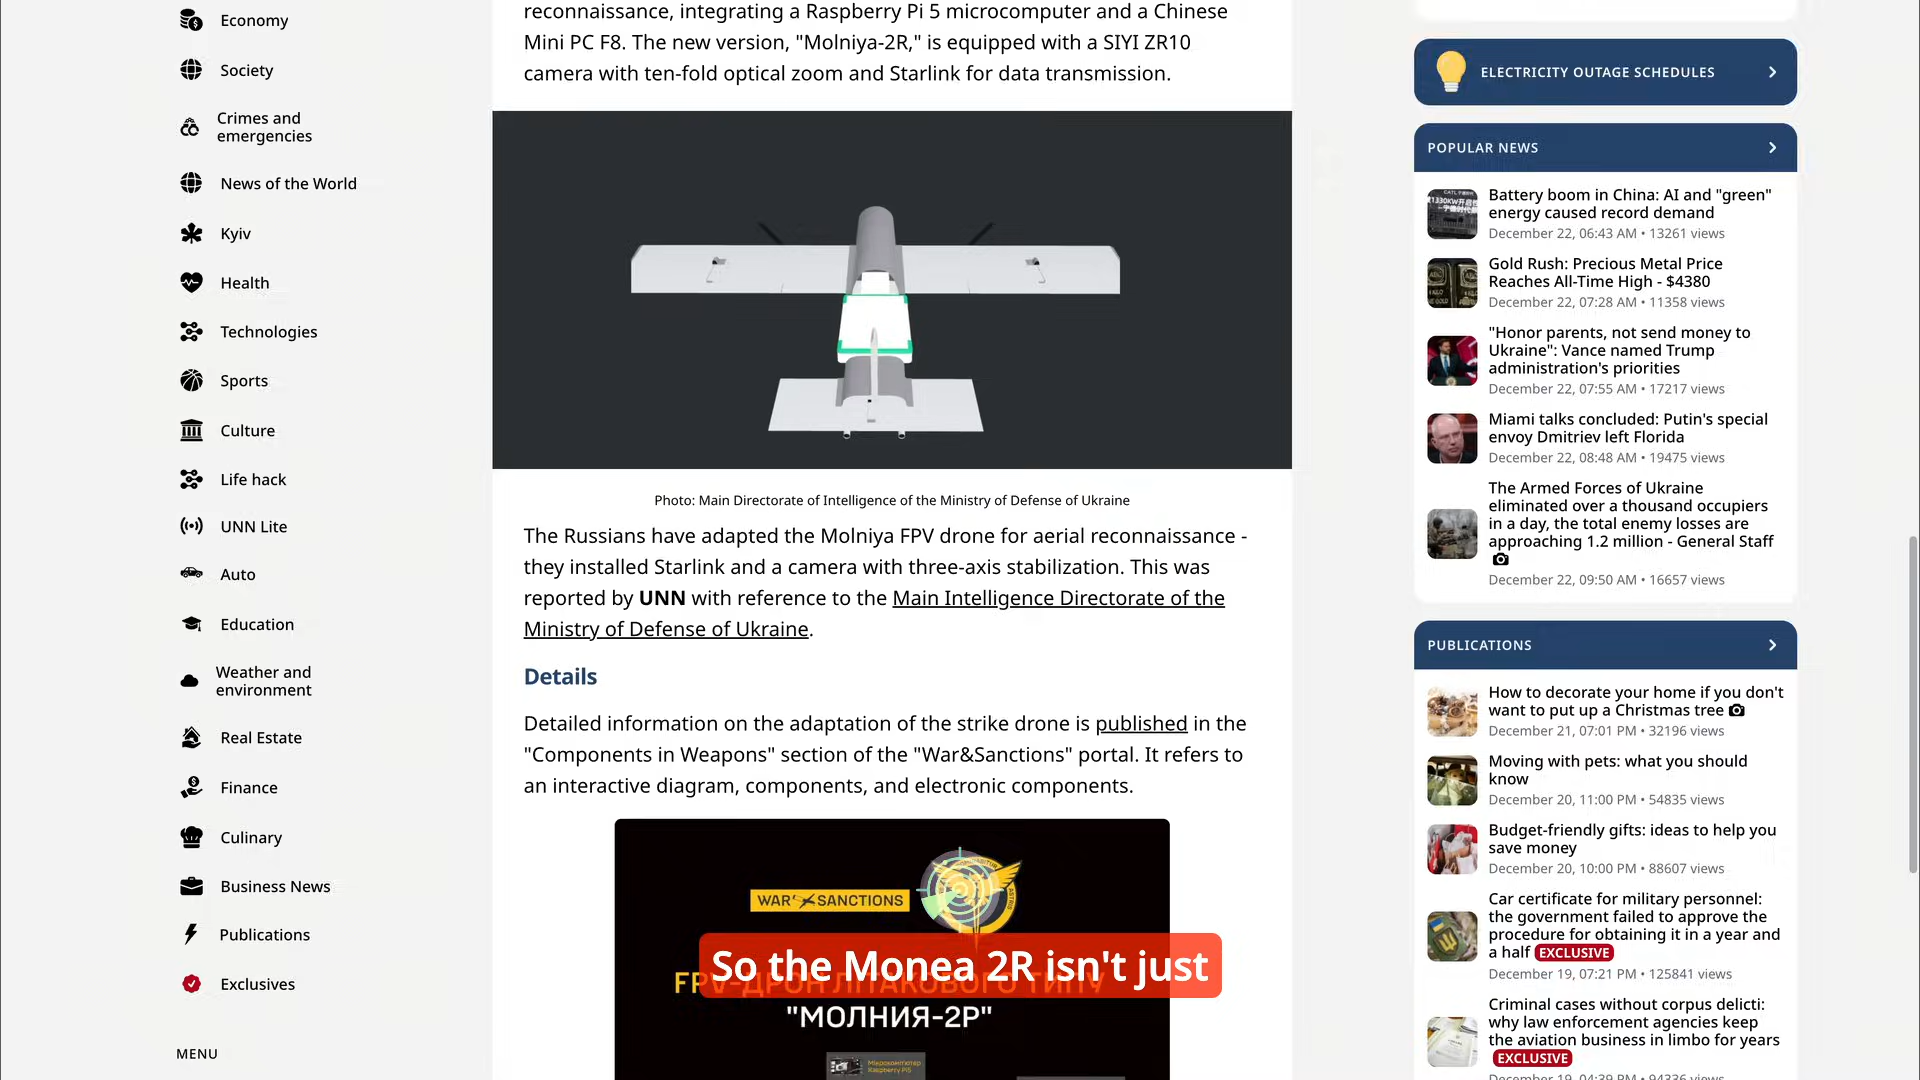 Economy
Society
Crimes and
emergencies
News of the World
Kyiv
Health
Technologies
Sports
Culture
Life hack
UNN Lite
Auto
Education
Weather and
environment
Real Estate
Finance
Culinary
Business News
Publications
Exclusives
MENU
reconnaissance, integrating a Raspberry Pi 5 microcomputer and a Chinese
Mini PC F8. The new version, "Molniya-2R," is equipped with a SIYI ZR10
camera with ten-fold optical zoom and Starlink for data transmission.
Photo: Main Directorate of Intelligence of the Ministry of Defense of Ukraine
The Russians have adapted the Molniya FPV drone for aerial reconnaissance -
they installed Starlink and a camera with three-axis stabilization. This was
reported by UNN with reference to the Main Intelligence Directorate of the
Ministry of Defense of Ukraine.
Details
Detailed information on the adaptation of the strike drone is published in the
"Components in Weapons" section of the "War&Sanctions" portal. It refers to
an interactive diagram, components, and electronic components.
WAR SANCTIONS
So the Monea 2R isn't just
FPV-ДРОН ЛІТАКОВОГО ТИПУ
"МОЛНИЯ-2Р"
Мікрокомп'ютер
Raspberry Pi5
ELECTRICITY OUTAGE SCHEDULES
POPULAR NEWS
Battery boom in China: AI and "green"
energy caused record demand
December 22, 06:43 AM • 13261 views
Gold Rush: Precious Metal Price
Reaches All-Time High - $4380
December 22, 07:28 AM • 11358 views
"Honor parents, not send money to
Ukraine": Vance named Trump
administration's priorities
December 22, 07:55 AM • 17217 views
Miami talks concluded: Putin's special
envoy Dmitriev left Florida
December 22, 08:48 AM • 19475 views
The Armed Forces of Ukraine
eliminated over a thousand occupiers
in a day, the total enemy losses are
approaching 1.2 million - General Staff
December 22, 09:50 AM • 16657 views
PUBLICATIONS
How to decorate your home if you don't
want to put up a Christmas tree
December 21, 07:01 PM • 32196 views
Moving with pets: what you should
know
December 20, 11:00 PM • 54835 views
Budget-friendly gifts: ideas to help you
save money
December 20, 10:00 PM • 88607 views
Car certificate for military personnel:
the government failed to approve the
procedure for obtaining it in a year and
a half EXCLUSIVE
December 19, 07:21 PM • 125841 views
Criminal cases without corpus delicti:
why law enforcement agencies keep
the aviation business in limbo for years
EXCLUSIVE
December 19, 04:39 PM • 94336 views